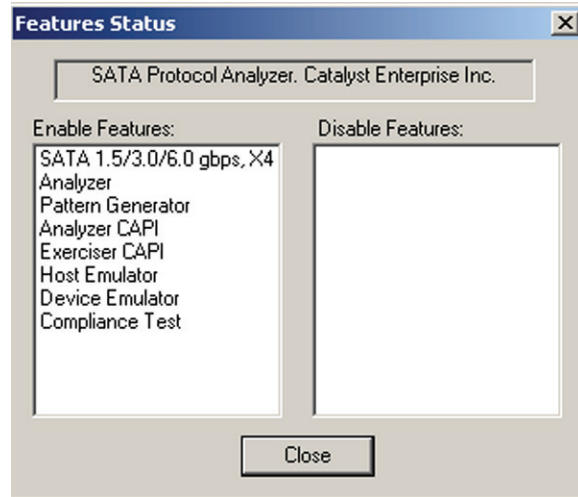 Features Status
SATA Protocol Analyzer. Catalyst Enterprise Inc.
Enable Features:
SATA 1.5/3.0/6.0 gbps, X4
Analyzer
Pattern Generator
Analyzer CAPI
Exerciser CAPI
Host Emulator
Device Emulator
Compliance Test
Disable Features:
Close